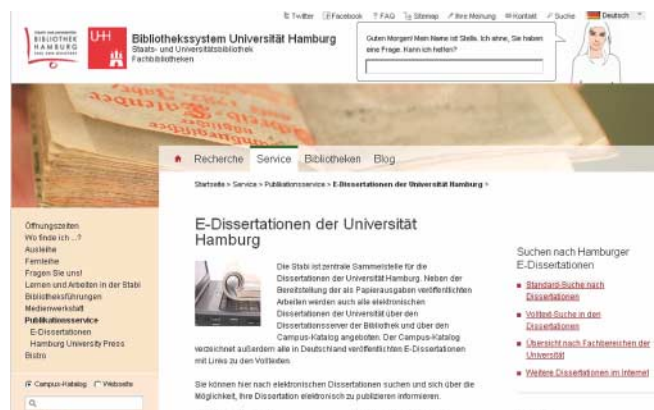 Twitter Facebook ? FAQ Sitemap Ihre Meinung Kontakt Suche Deutsch
BIBLIOTHEK
HAMBURG
UHH
Bibliothekssystem Universität Hamburg
Staats- und Universitätsbibliothek
Fachbibliotheken
Guten Morgen! Mein Name ist Stella. Ich ahne, Sie haben
eine Frage. Kann ich helfen?
Recherche Service Bibliotheken Blog
Startseite > Service > Publikationsservice > E-Dissertationen der Universität Hamburg >
Öffnungszeiten
Wo finde ich ...?
Ausleihe
Fernleihe
Fragen Sie uns!
Lernen und Arbeiten in der Stabi
Bibliotheksführungen
Medienwerkstatt
Publikationsservice
E-Dissertationen
Hamburg University Press
Bistro
Campus-Katalog Webseite
E-Dissertationen der Universität
Hamburg
Die Stabi ist zentrale Sammelstelle für die
Dissertationen der Universität Hamburg. Neben der
Bereitstellung der als Papierausgaben veröffentlichten
Arbeiten werden auch alle elektronischen
Dissertationen der Universität über den
Dissertationsserver der Bibliothek und über den
Campus-Katalog angeboten. Der Campus-Katalog
verzeichnet außerdem alle in Deutschland veröffentlichten E-Dissertationen
mit Links zu den Volltexten.
Sie können hier nach elektronischen Dissertationen suchen und sich über die
Möglichkeit, Ihre Dissertation elektronisch zu publizieren informieren.
Suchen nach Hamburger
E-Dissertationen
Standard-Suche nach
Dissertationen
Volltext-Suche in den
Dissertationen
Übersicht nach Fachbereichen der
Universität
Weitere Dissertationen im Internet